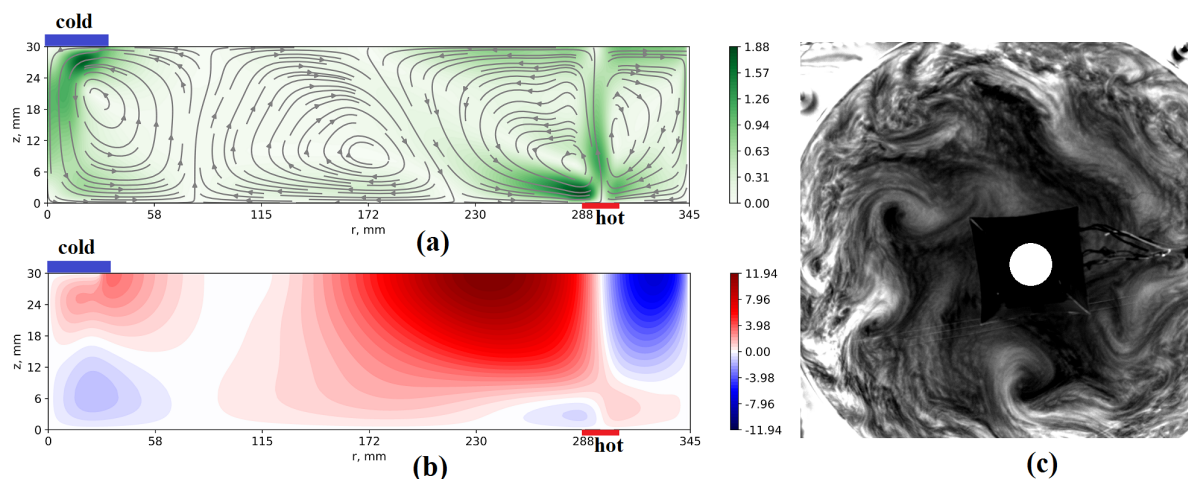 cold
30
24
18
12
6
0
z, mm
0 58 115 172 230 288 345
r, mm
hot
(a)
1.88
1.57
1.26
0.94
0.63
0.31
0.00
cold
30
24
18
12
6
0
z, mm
0 58 115 172 230 288 345
r, mm
hot
(b)
11.94
7.96
3.98
0.00
-3.98
-7.96
-11.94
(c)